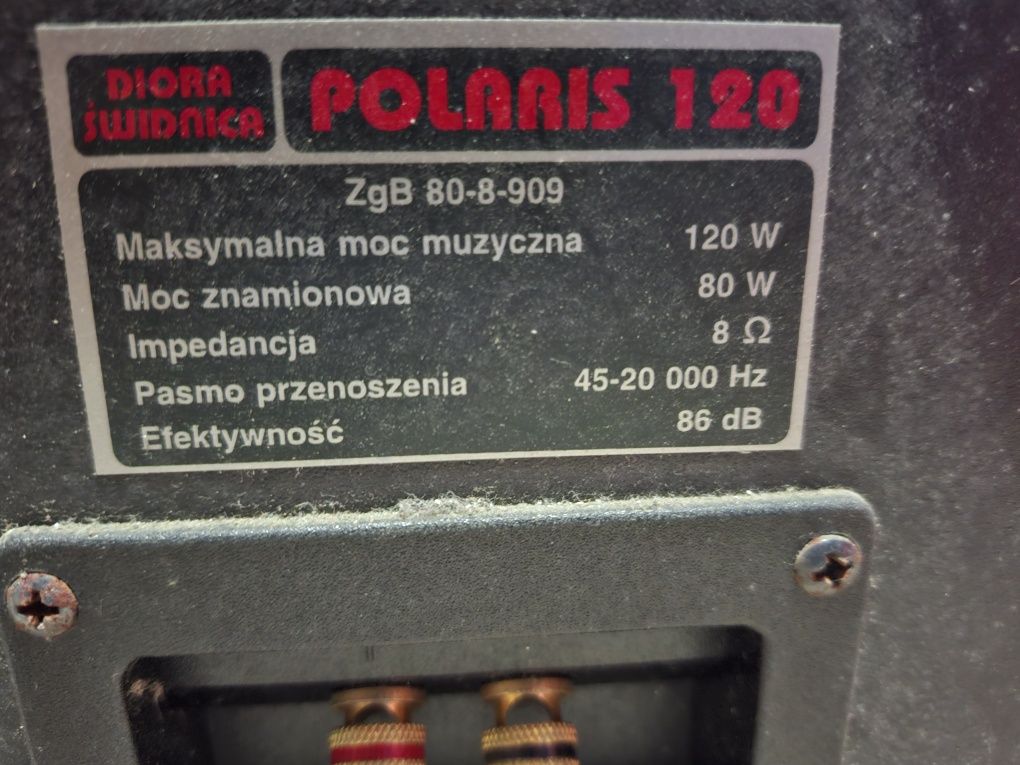 DIORA
ŚWIDNICA
POLARIS 120
ZgB 80-8-909
Maksymalna moc muzyczna 120 W
Moc znamionowa 80 W
Impedancja 8 Ω
Pasmo przenoszenia 45-20 000 Hz
Efektywność 86 dB